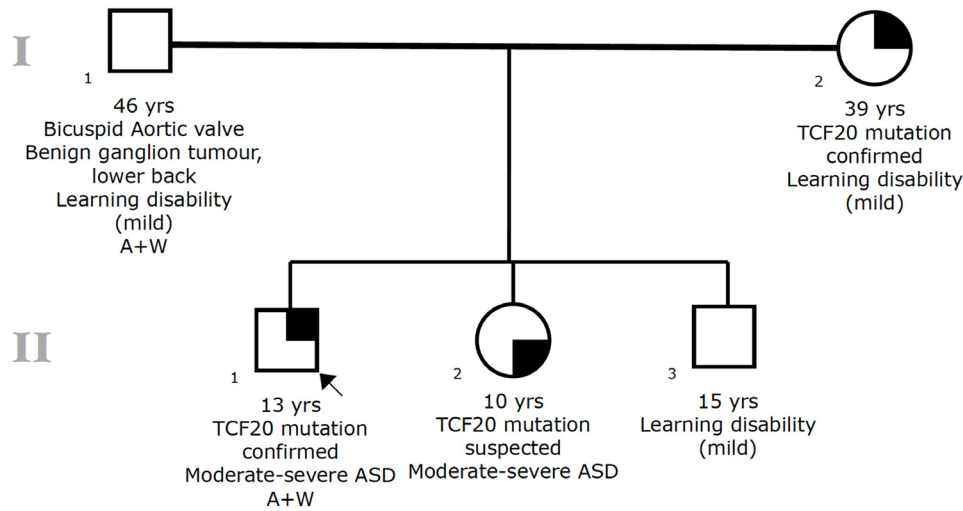 I
1
46 yrs
Bicuspid Aortic valve
Benign ganglion tumour,
lower back
Learning disability
(mild)
A+W
2
39 yrs
TCF20 mutation
confirmed
Learning disability
(mild)
II
1
13 yrs
TCF20 mutation
confirmed
Moderate-severe ASD
A+W
2
10 yrs
TCF20 mutation
suspected
Moderate-severe ASD
3
15 yrs
Learning disability
(mild)